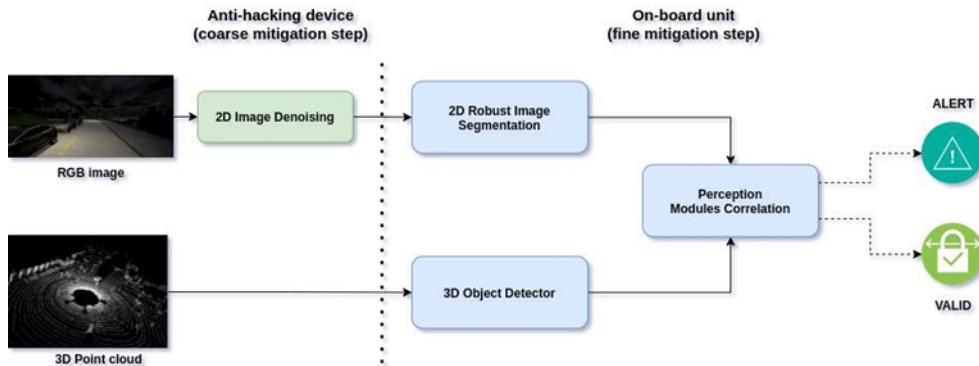 Anti-hacking device
(coarse mitigation step)
On-board unit
(fine mitigation step)
RGB image
2D Image Denoising
2D Robust Image
Segmentation
Perception
Modules Correlation
ALERT
!
3D Point cloud
3D Object Detector
VALID